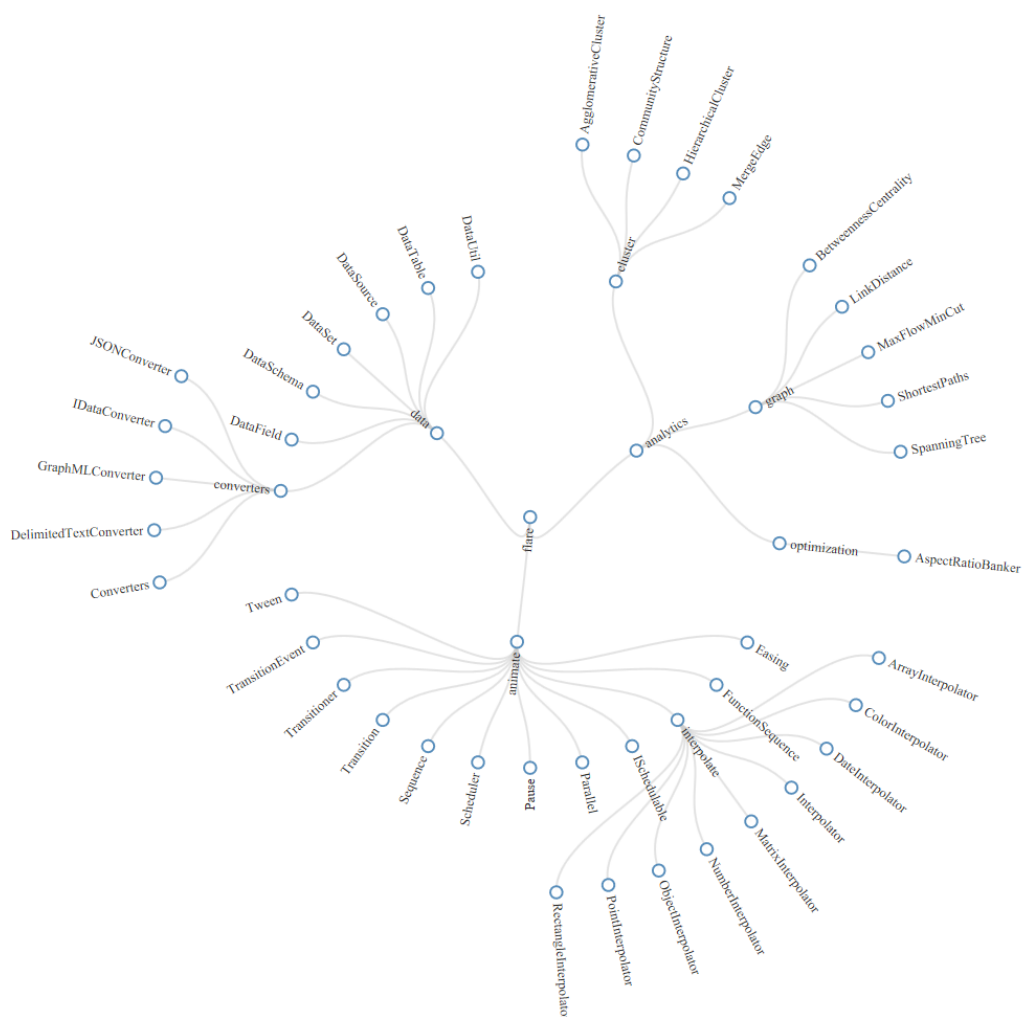 AgglomerativeCluster
CommunityStructure
HierarchicalCluster
MergeEdge
cluster
BetweennessCentrality
LinkDistance
MaxFlowMinCut
ShortestPaths
SpanningTree
graph
analytics
optimization
AspectRatioBanker
DataUtil
DataTable
DataSource
DataSet
DataSchema
DataField
data
JSONConverter
IDataConverter
GraphMLConverter
DelimitedTextConverter
Converters
converters
flare
Tween
TransitionEvent
Transitioner
Transition
Sequence
Scheduler
Pause
Parallel
ISchedulable
animate
Easing
FunctionSequence
interpolate
ArrayInterpolator
ColorInterpolator
DateInterpolator
Interpolator
MatrixInterpolator
NumberInterpolator
ObjectInterpolator
PointInterpolator
RectangleInterpolato